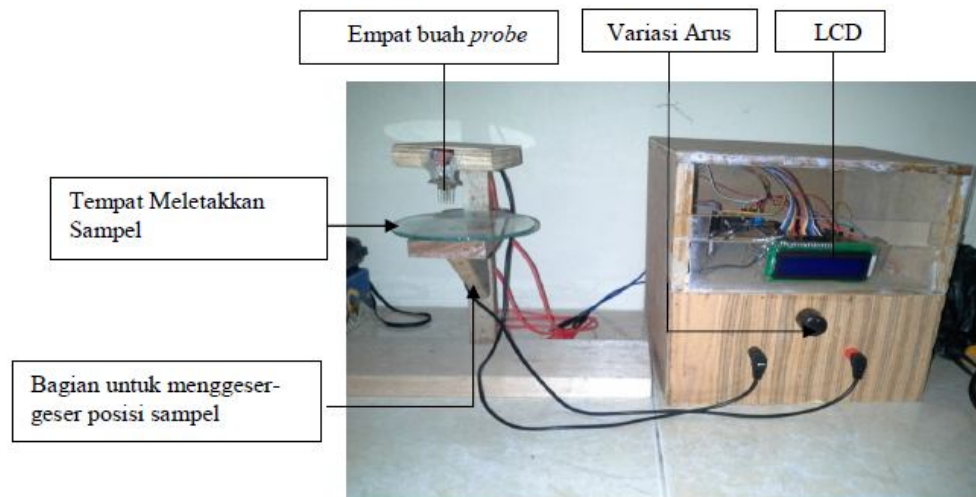 Empat buah probe
Variasi Arus
LCD
Tempat Meletakkan
Sampel
Bagian untuk menggeser-
geser posisi sampel